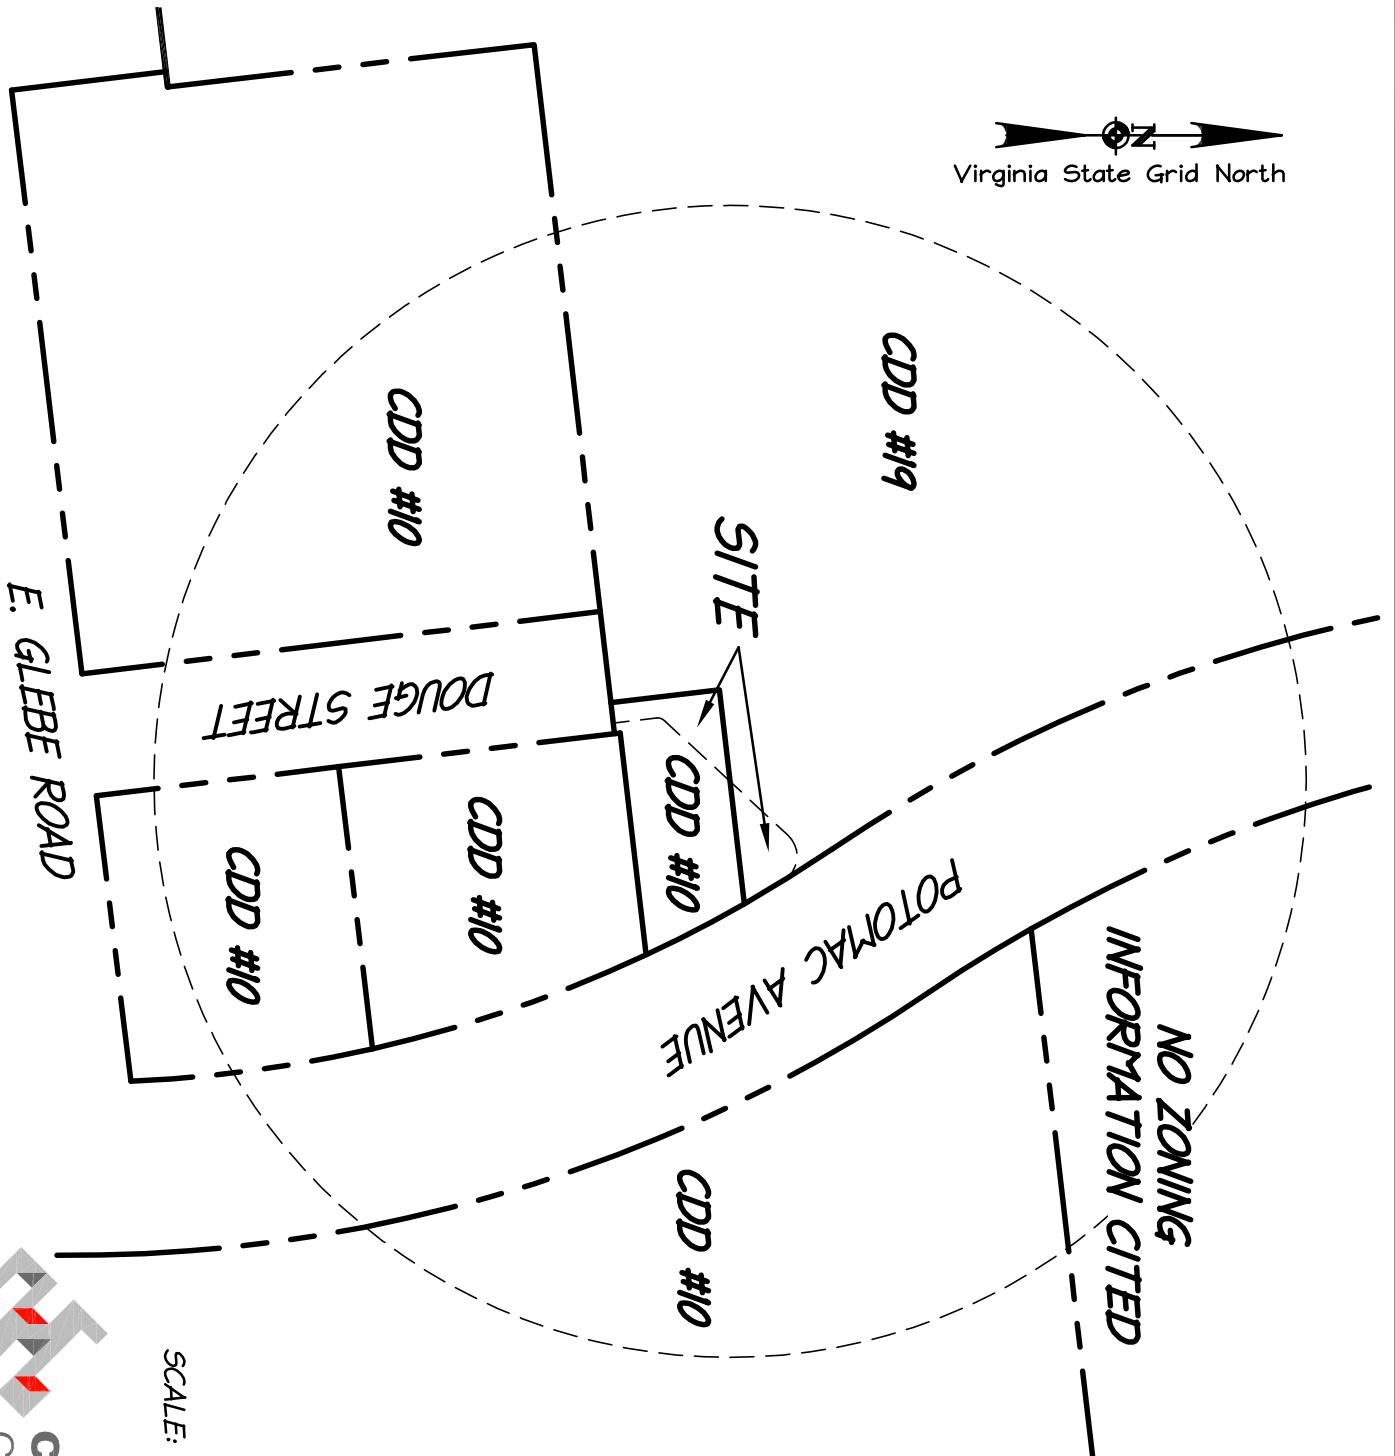 Virginia State Grid North
N
CDD #19
CDD #10
SITE
DOUGE STREET
E. GLEBE ROAD
CDD #10
CDD #10
CDD #10
POTOMAC AVENUE
NO ZONING
INFORMATION CITED
CDD #10
SCALE: